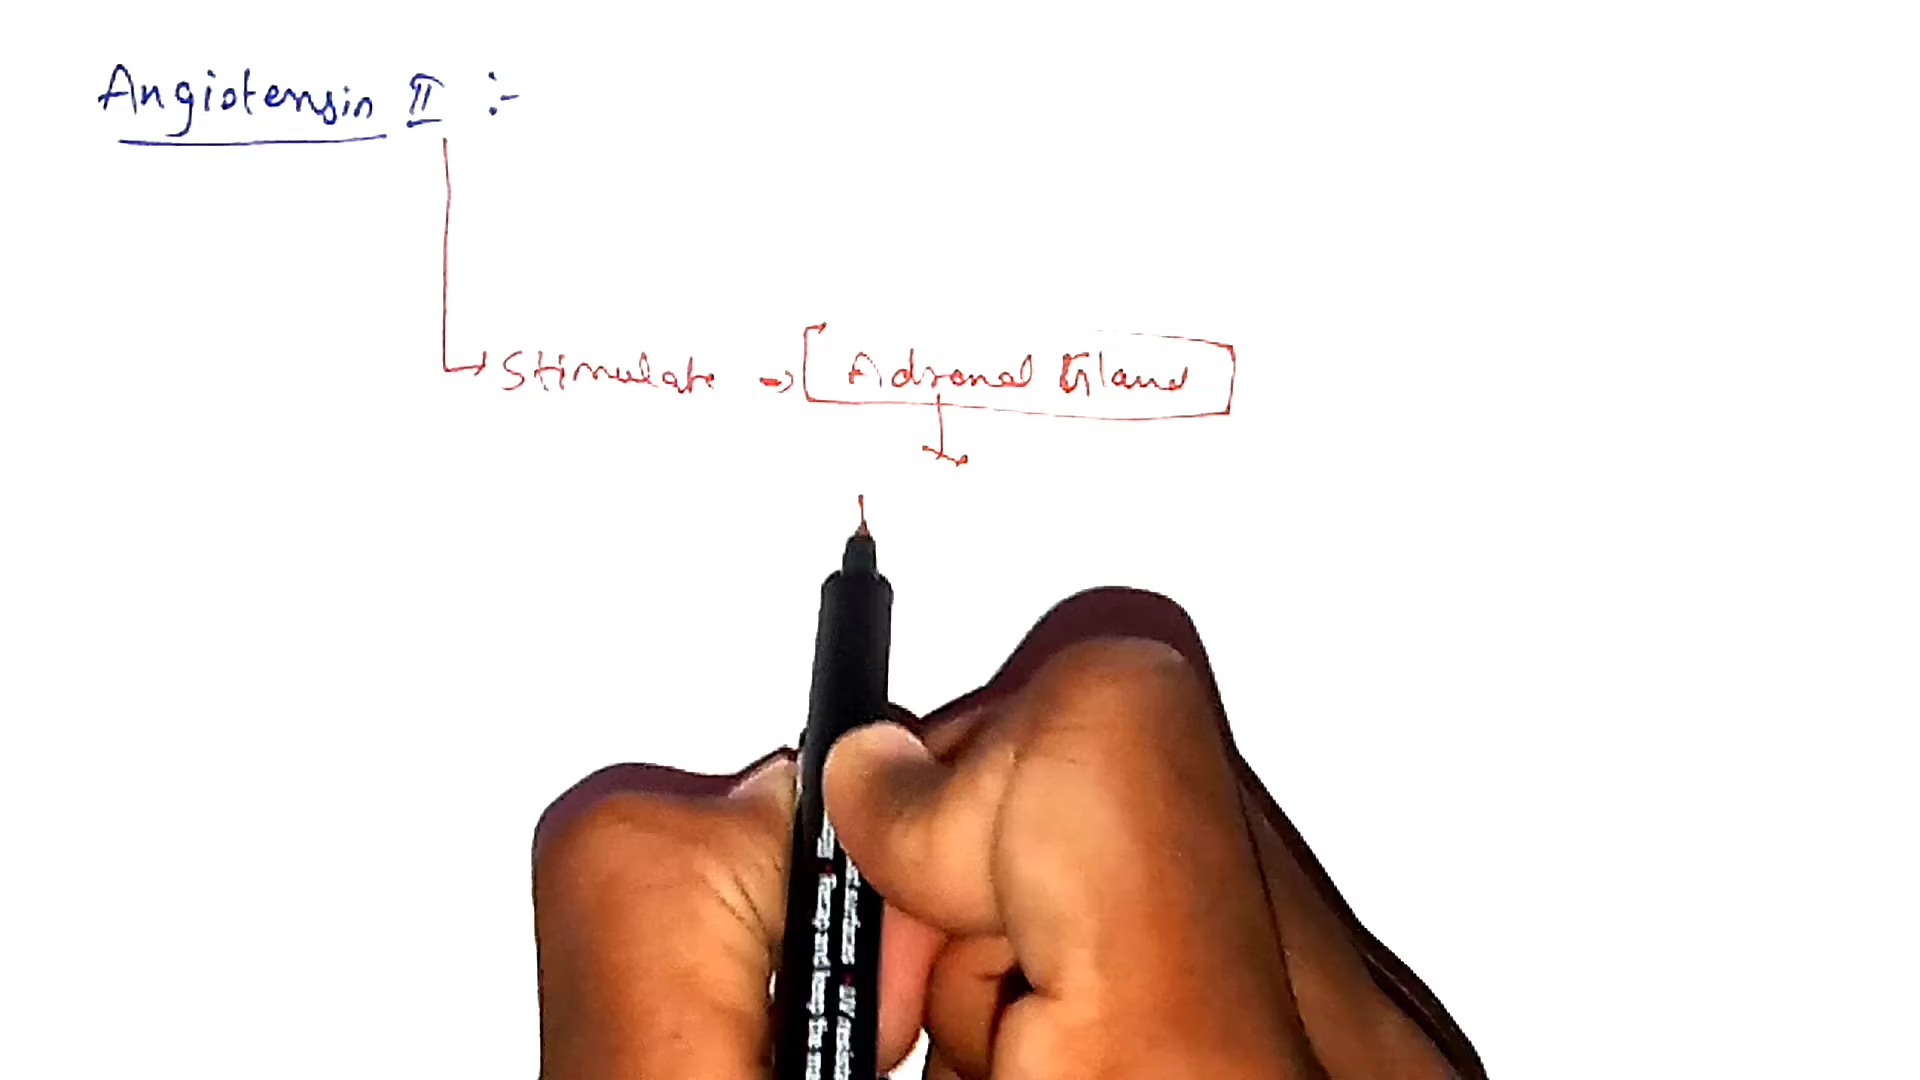 Angiotensin II :-
Stimulate → Adrenal Gland